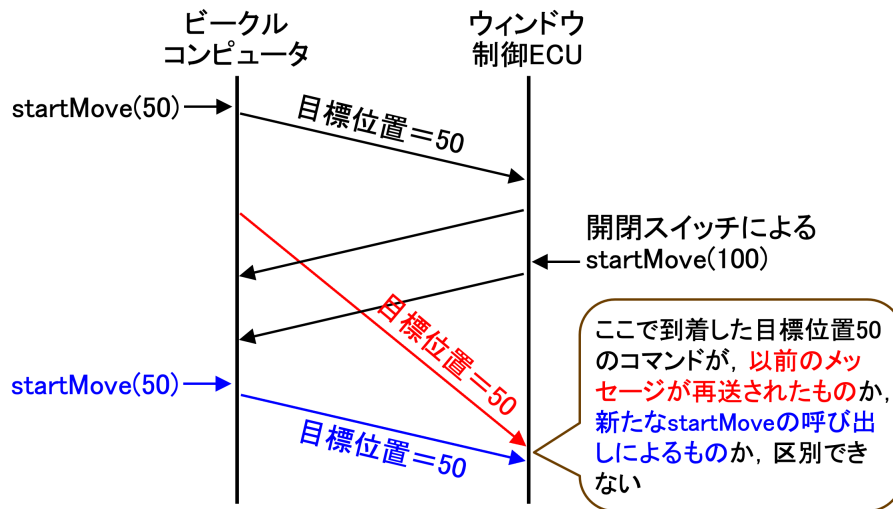 ビークル
コンピュータ
ウィンドウ
制御ECU
startMove(50)
目標位置＝50
開閉スイッチによる
startMove(100)
目標位置＝50
startMove(50)
目標位置＝50
ここで到着した目標位置50
のコマンドが，以前のメッ
セージが再送されたものか，
新たなstartMoveの呼び出
しによるものか，区別でき
ない